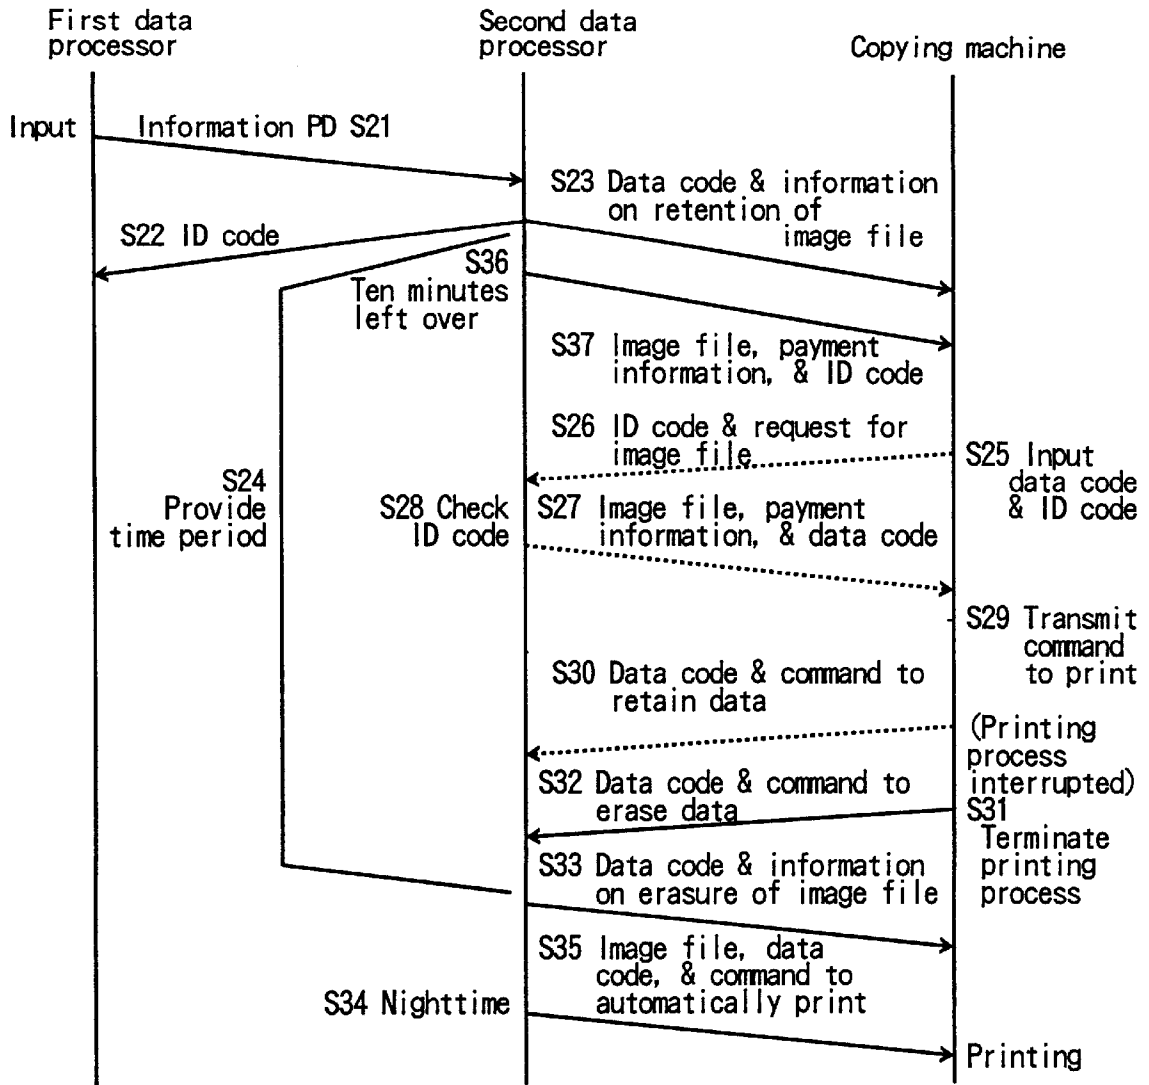 First data
processor
Second data
processor
Copying machine
Input
Information PD S21
S23 Data code & information
on retention of
image file
S22 ID code
S36
Ten minutes
left over
S37 Image file, payment
information, & ID code
S26 ID code & request for
image file
S25 Input
data code
& ID code
S24
Provide
time period
S28 Check
ID code
S27 Image file, payment
information, & data code
S29 Transmit
command
to print
S30 Data code & command to
retain data
(Printing
process
interrupted)
S32 Data code & command to
erase data
S31
Terminate
printing
process
S33 Data code & information
on erasure of image file
S35 Image file, data
code, & command to
automatically print
S34 Nighttime
Printing